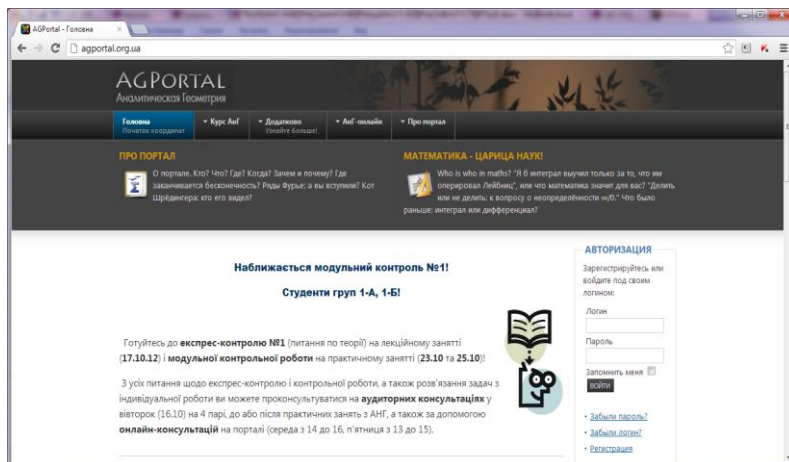 AGPortal - Головна
agportal.org.ua
AGPORTAL
Аналитическая Геометрия
Головна
Початок координат
Курс АнГ
Додатково
Узнайте больше!
АнГ-онлайн
Про портал
ПРО ПОРТАЛ
О портале. Кто? Что? Где? Когда? Зачем и почему? Где
заканчивается бесконечность? Ряды Фурье: а вы вступили? Кот
Шрёдингера: кто его видел?
МАТЕМАТИКА - ЦАРИЦА НАУК!
Who is who in maths? "Я б интеграл выучил только за то, что им
оперировал Лейбниц", или что математика значит для вас? "Делить
или не делить: к вопросу о неопределённости ∞/0." Что было
раньше: интеграл или дифференциал?
Наближається модульний контроль №1!
Студенти груп 1-А, 1-Б!
Готуйтесь до експрес-контролю №1 (питання по теорії) на лекційному занятті
(17.10.12) і модульної контрольної роботи на практичному занятті (23.10 та 25.10)!
З усіх питання щодо експрес-контролю і контрольної роботи, а також розв'язання задач з
індивідуальної роботи ви можете проконсультуватися на аудиторних консультаціях у
вівторок (16.10) на 4 парі, до або після практичних занять з АНГ, а також за допомогою
онлайн-консультацій на порталі (середа з 14 до 16, п'ятниця з 13 до 15).
АВТОРИЗАЦИЯ
Зарегистрируйтесь или
войдите под своим
логином:
Логин
Пароль
Запомнить меня
ВОЙТИ
Забыли пароль?
Забыли логин?
Регистрация